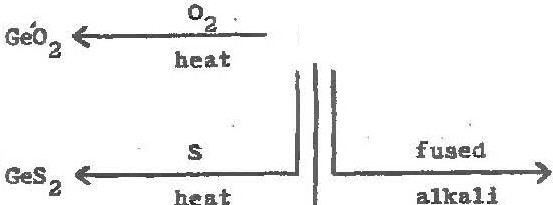 O2
GeO2
heat
S
fused
GeS2
heat
alkali